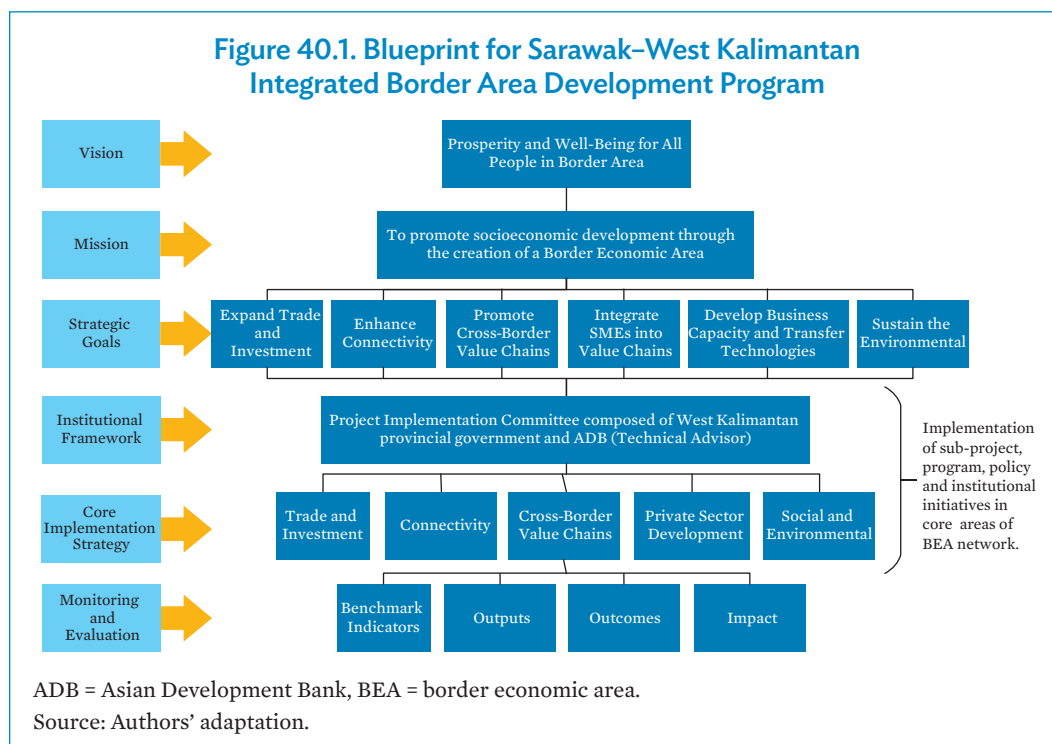 Figure 40.1. Blueprint for Sarawak–West Kalimantan
Integrated Border Area Development Program
Vision
Prosperity and Well-Being for All
People in Border Area
Mission
To promote socioeconomic development through
the creation of a Border Economic Area
Strategic
Goals
Expand Trade
and
Investment
Enhance
Connectivity
Promote
Cross-Border
Value Chains
Integrate
SMEs into
Value Chains
Develop Business
Capacity and Transfer
Technologies
Sustain the
Environmental
Institutional
Framework
Project Implementation Committee composed of West Kalimantan
provincial government and ADB (Technical Advisor)
Implementation
of sub-project,
program, policy
and institutional
initiatives in
core areas of
BEA network.
Core
Implementation
Strategy
Trade and
Investment
Connectivity
Cross-Border
Value Chains
Private Sector
Development
Social and
Environmental
Monitoring
and
Evaluation
Benchmark
Indicators
Outputs
Outcomes
Impact
ADB = Asian Development Bank, BEA = border economic area.
Source: Authors’ adaptation.